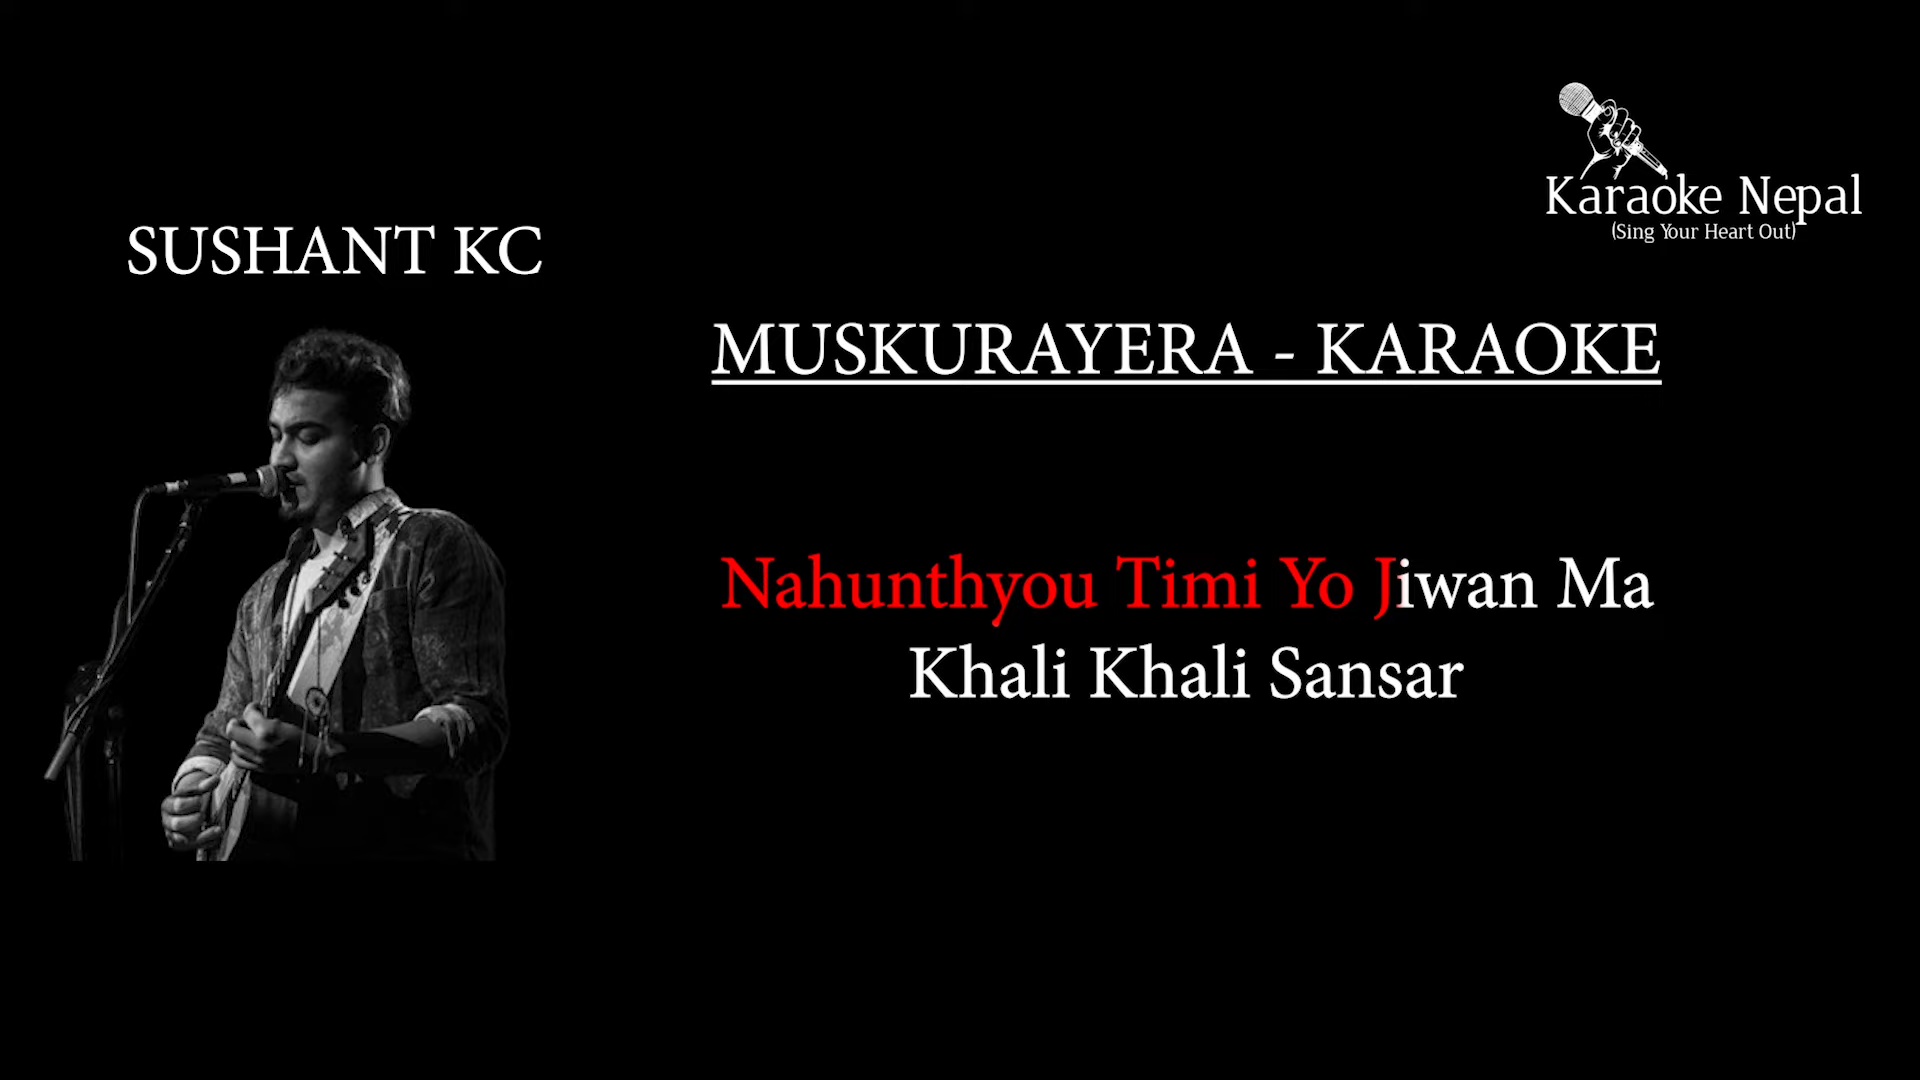 Karaoke Nepal
(Sing Your Heart Out)
SUSHANT KC
MUSKURAYERA - KARAOKE
Nahunthyou Timi Yo Jiwan Ma
Khali Khali Sansar